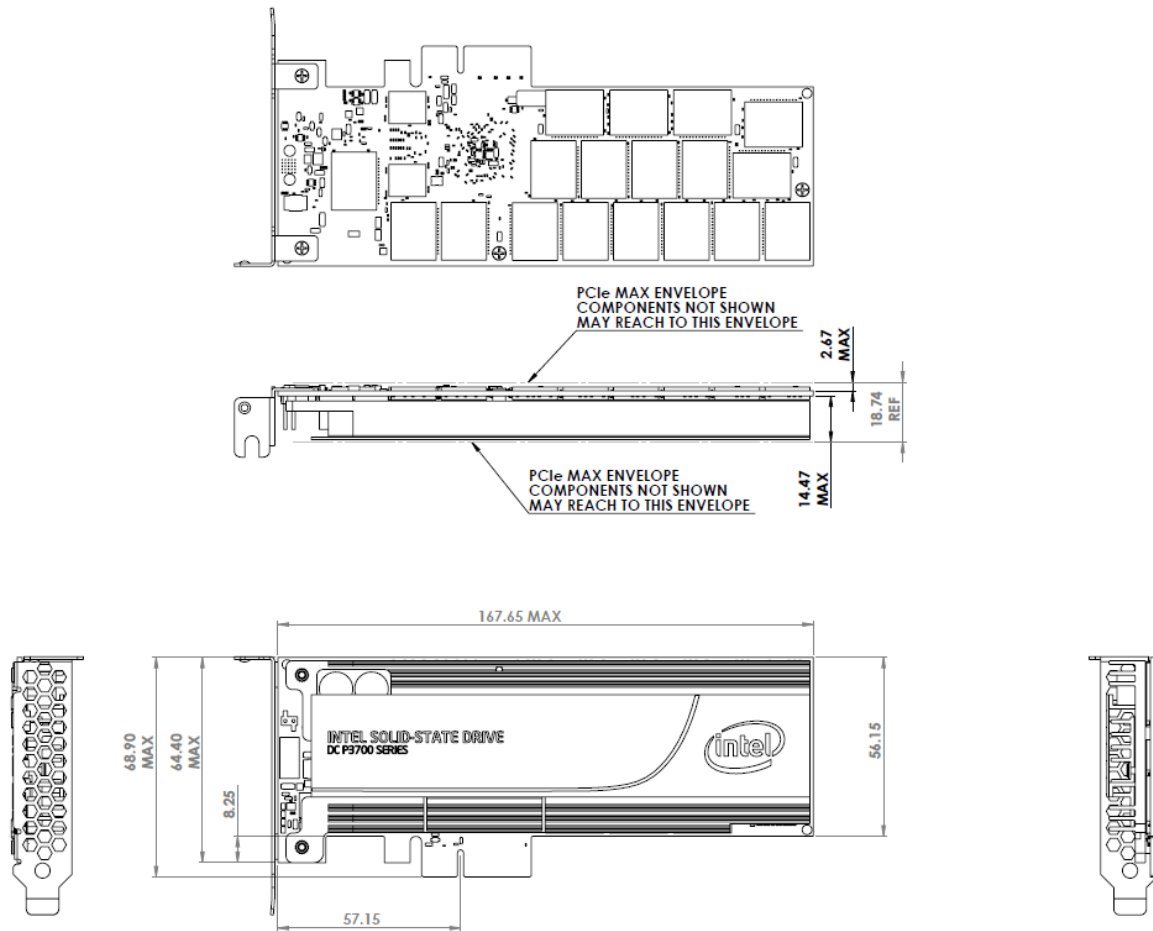 PCIe MAX ENVELOPE
COMPONENTS NOT SHOWN
MAY REACH TO THIS ENVELOPE
2.67
MAX
18.74
REF
14.47
MAX
PCIe MAX ENVELOPE
COMPONENTS NOT SHOWN
MAY REACH TO THIS ENVELOPE
167.65 MAX
68.90
MAX
64.40
MAX
8.25
INTEL SOLID-STATE DRIVE
DC P3700 SERIES
intel
56.15
57.15